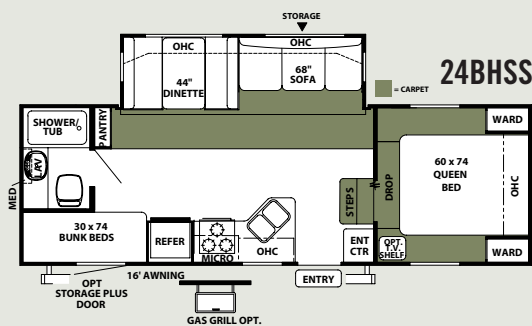 STORAGE
OHC
OHC
44"
DINETTE
68"
SOFA
24BHSS
= CARPET
SHOWER/
TUB
PANTRY
WARD
LAV
MED
60 x 74
QUEEN
BED
DROP
OHC
STEPS
30 x 74
BUNK BEDS
REFER
MICRO
OHC
ENT
CTR
OPT.
T.V.
SHELF
WARD
OPT
STORAGE PLUS
DOOR
16' AWNING
ENTRY
GAS GRILL OPT.